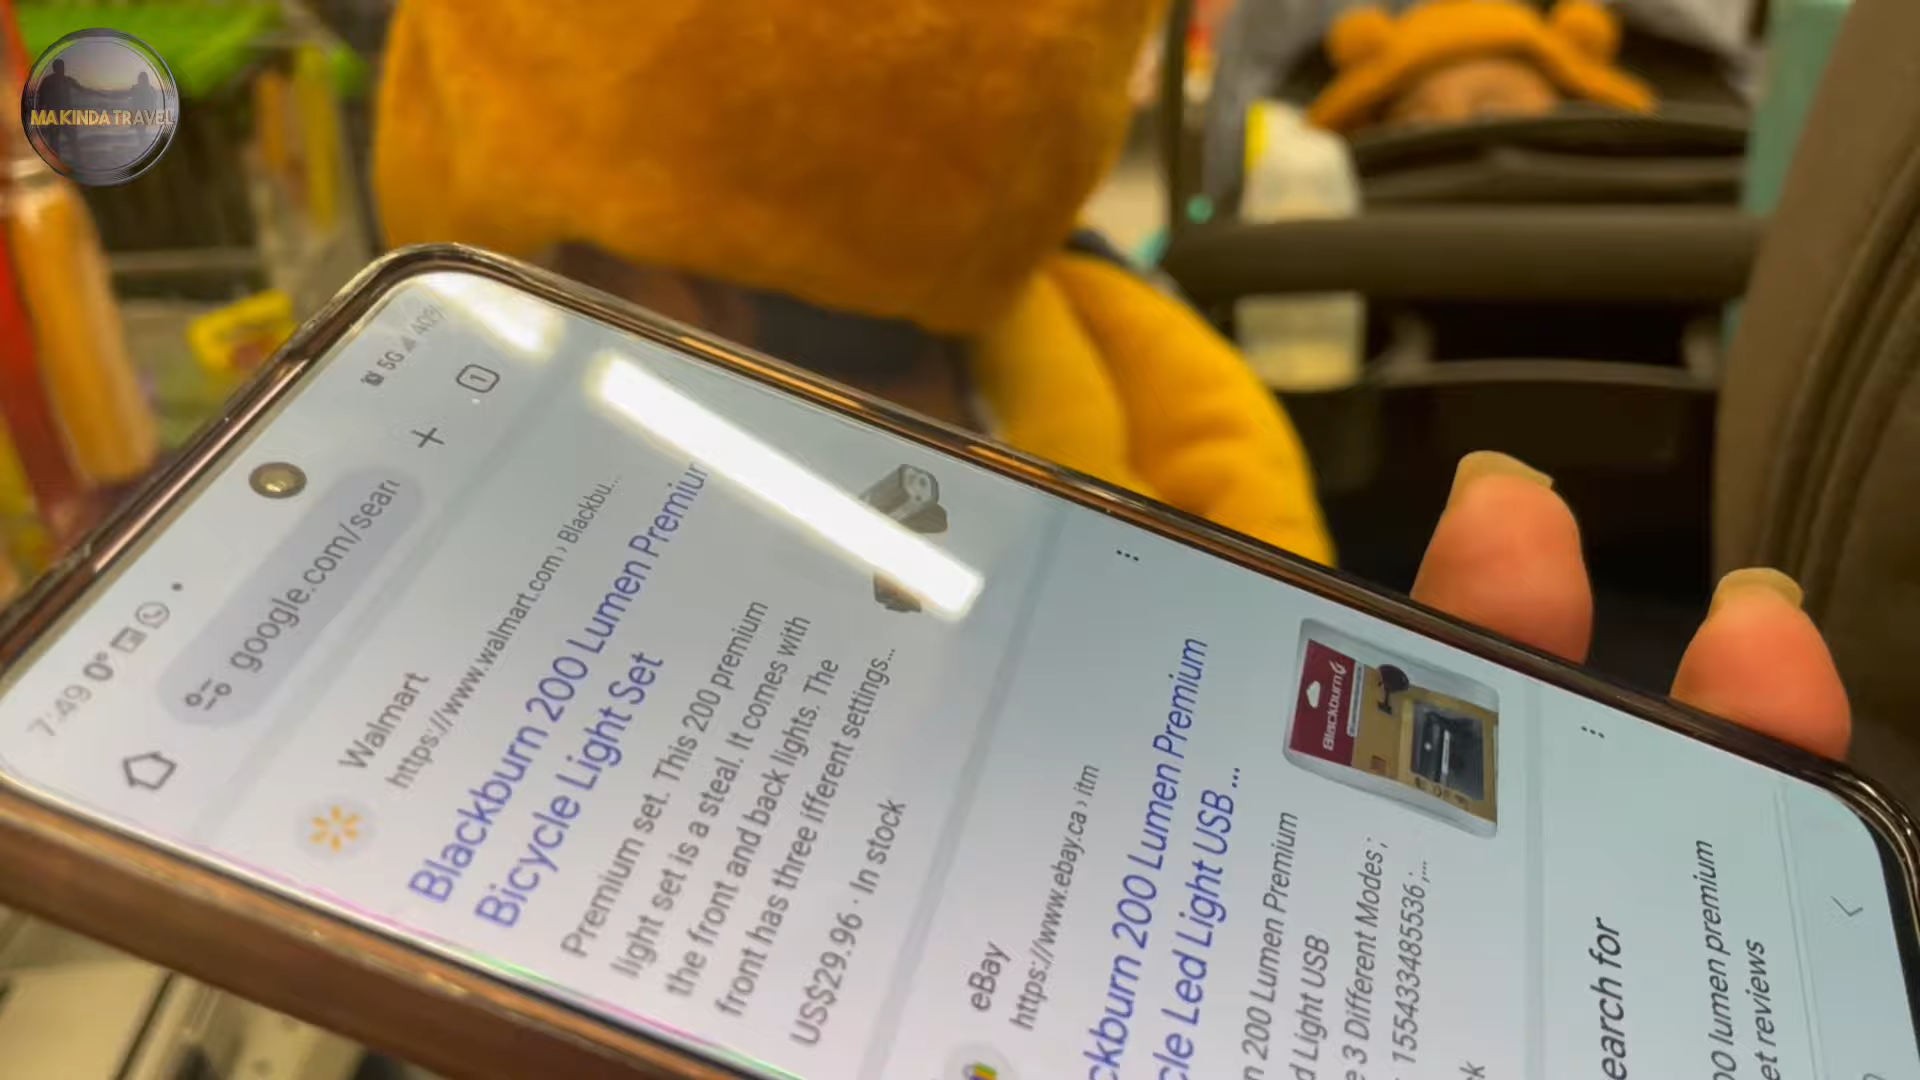 MAKINDA TRAVEL
7:49 0°
5G 40%
google.com/sear
1
Walmart
https://www.walmart.com › Blackbu...
Blackburn 200 Lumen Premium
Bicycle Light Set
Premium set. This 200 premium
light set is a steal. It comes with
the front and back lights. The
front has three ifferent settings...
US$29.96 · In stock
eBay
https://www.ebay.ca › itm
ckburn 200 Lumen Premium
cle Led Light USB ...
n 200 Lumen Premium
d Light USB
e 3 Different Modes ;
155433485536 ;...
Blackburn
earch for
00 lumen premium
et reviews